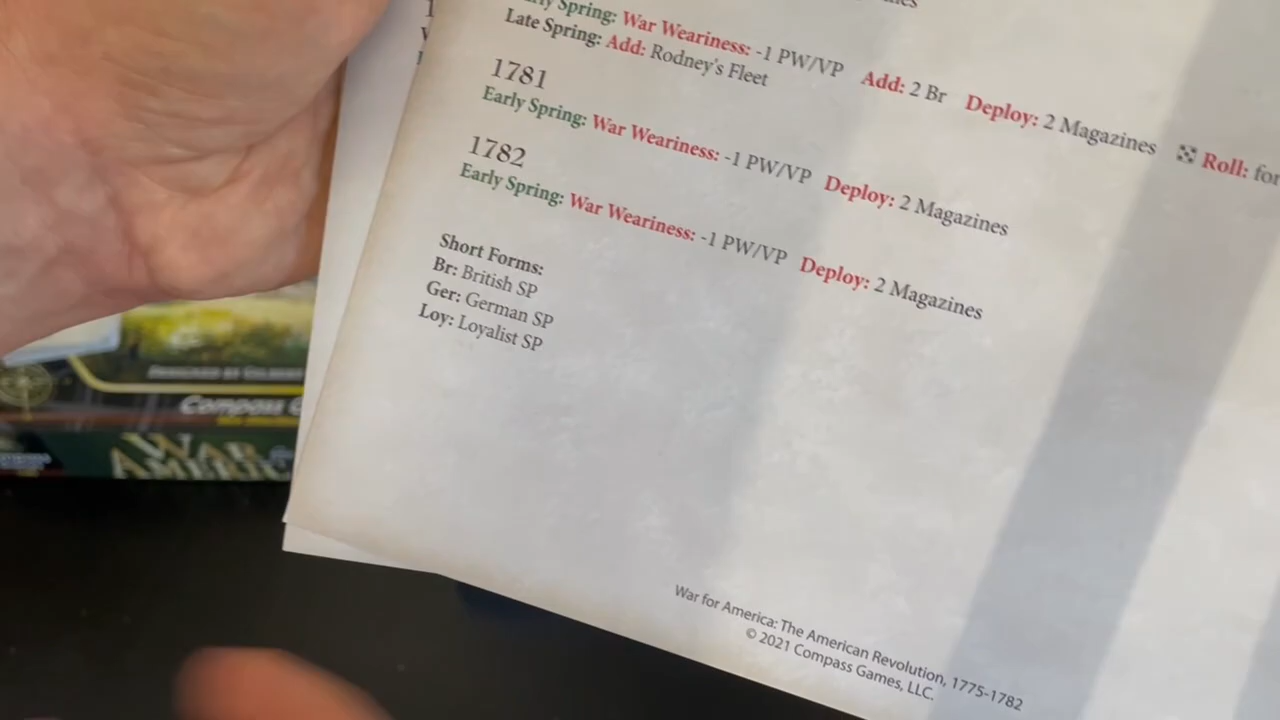 Spring: War Weariness: -1 PW/VP Add: 2 Br Deploy: 2 Magazines Roll: for
Late Spring: Add: Rodney's Fleet
1781
Early Spring: War Weariness: -1 PW/VP Deploy: 2 Magazines
1782
Early Spring: War Weariness: -1 PW/VP Deploy: 2 Magazines
Short Forms:
Br: British SP
Ger: German SP
Loy: Loyalist SP
Compass
War
War for America: The American Revolution, 1775-1782
© 2021 Compass Games, LLC.